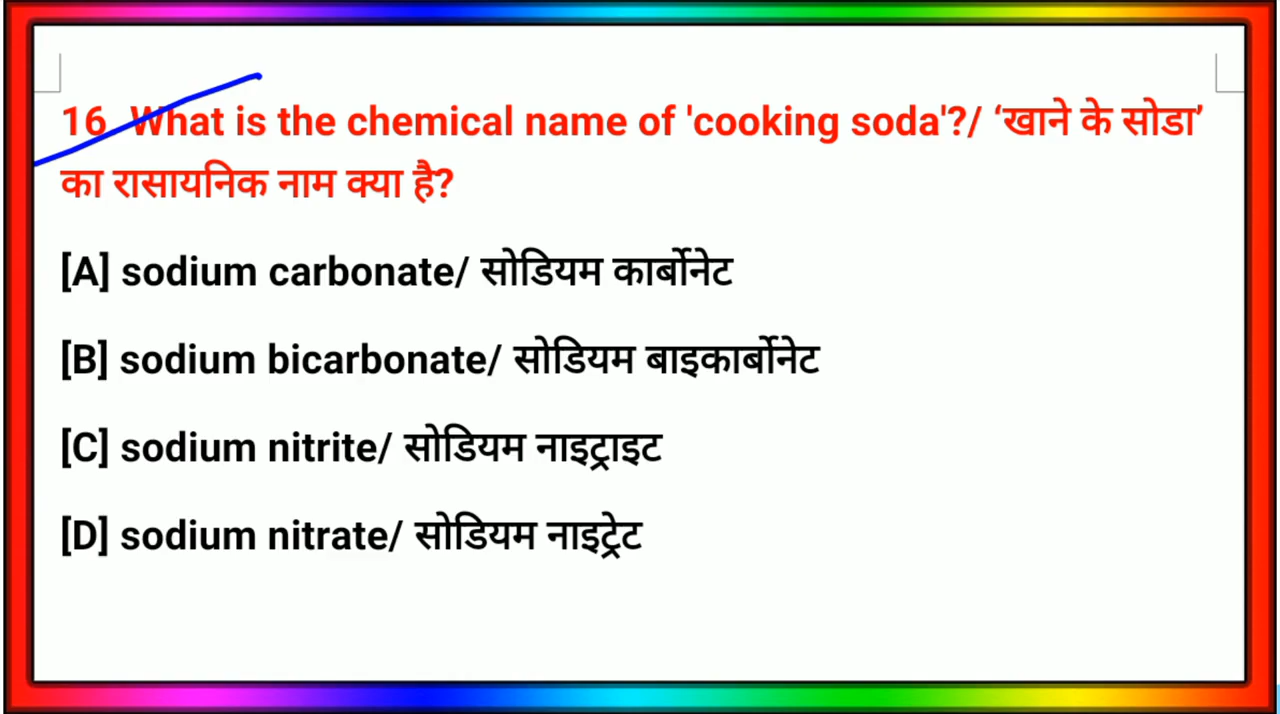 16 What is the chemical name of 'cooking soda'?/ ‘खाने के सोडा’
का रासायनिक नाम क्या है?
[A] sodium carbonate/ सोडियम कार्बोनेट
[B] sodium bicarbonate/ सोडियम बाइकार्बोनेट
[C] sodium nitrite/ सोडियम नाइट्राइट
[D] sodium nitrate/ सोडियम नाइट्रेट